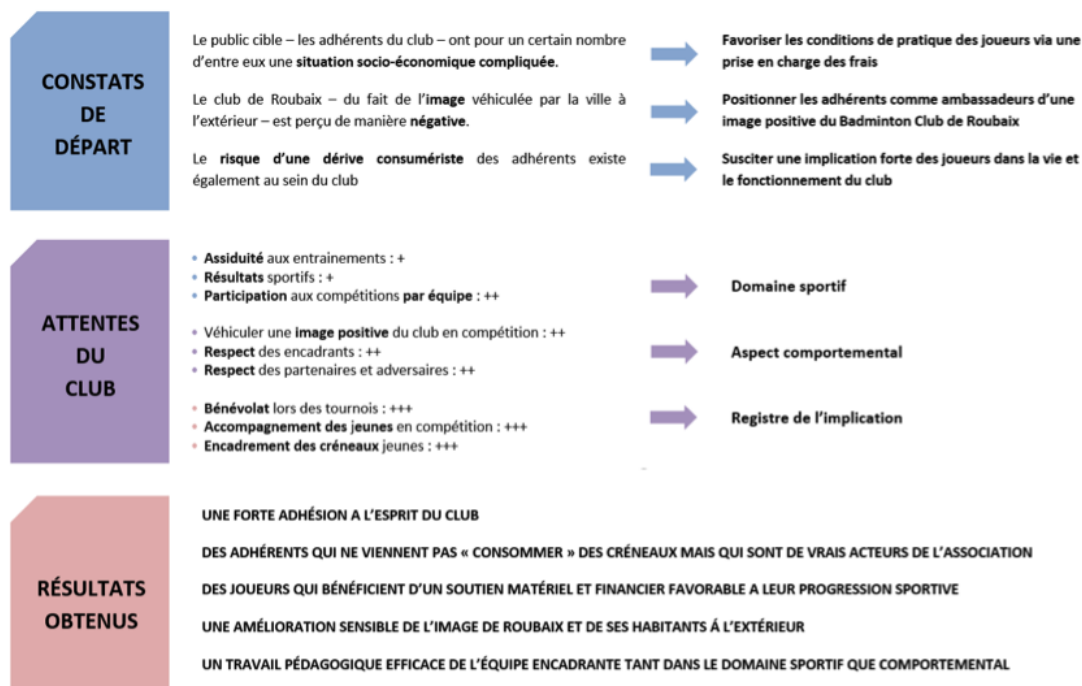 CONSTATS
DE
DÉPART
Le public cible – les adhérents du club – ont pour un certain nombre
d'entre eux une situation socio-économique compliquée.
Favoriser les conditions de pratique des joueurs via une
prise en charge des frais
Le club de Roubaix – du fait de l'image véhiculée par la ville à
l'extérieur – est perçu de manière négative.
Positionner les adhérents comme ambassadeurs d'une
image positive du Badminton Club de Roubaix
Le risque d'une dérive consumériste des adhérents existe
également au sein du club
Susciter une implication forte des joueurs dans la vie et
le fonctionnement du club
ATTENTES
DU
CLUB
• Assiduité aux entrainements : +
• Résultats sportifs : +
• Participation aux compétitions par équipe : ++
Domaine sportif
• Véhiculer une image positive du club en compétition : ++
• Respect des encadrants : ++
• Respect des partenaires et adversaires : ++
Aspect comportemental
• Bénévolat lors des tournois : +++
• Accompagnement des jeunes en compétition : +++
• Encadrement des créneaux jeunes : +++
Registre de l'implication
RÉSULTATS
OBTENUS
UNE FORTE ADHÉSION A L'ESPRIT DU CLUB
DES ADHÉRENTS QUI NE VIENNENT PAS « CONSOMMER » DES CRÉNEAUX MAIS QUI SONT DE VRAIS ACTEURS DE L'ASSOCIATION
DES JOUEURS QUI BÉNÉFICIENT D'UN SOUTIEN MATÉRIEL ET FINANCIER FAVORABLE A LEUR PROGRESSION SPORTIVE
UNE AMÉLIORATION SENSIBLE DE L'IMAGE DE ROUBAIX ET DE SES HABITANTS Á L'EXTÉRIEUR
UN TRAVAIL PÉDAGOGIQUE EFFICACE DE L'ÉQUIPE ENCADRANTE TANT DANS LE DOMAINE SPORTIF QUE COMPORTEMENTAL